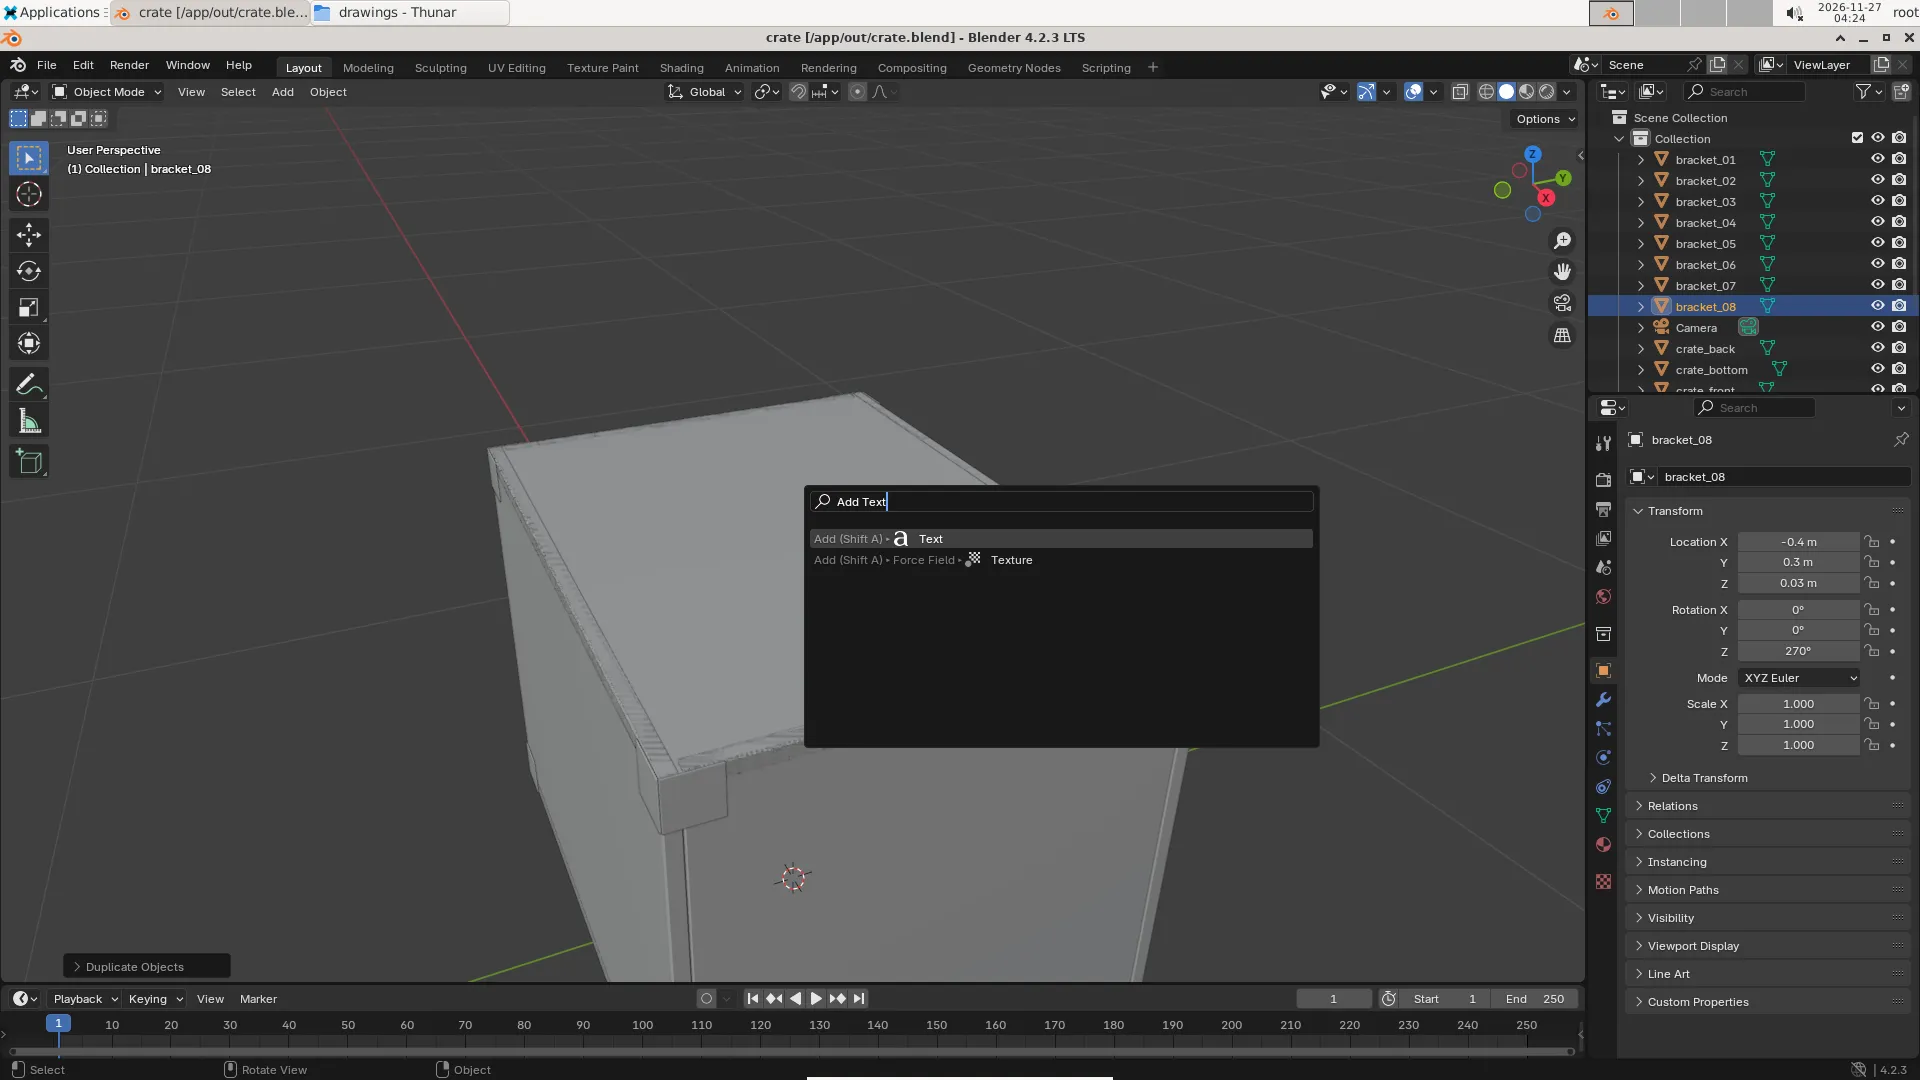 Applications
crate [/app/out/crate.ble...
drawings - Thunar
2026-11-27
04:24
root
crate [/app/out/crate.blend] - Blender 4.2.3 LTS
File Edit Render Window Help
Layout Modeling Sculpting UV Editing Texture Paint Shading Animation Rendering Compositing Geometry Nodes Scripting
Scene
ViewLayer
Object Mode View Select Add Object
Global
Search
Options
User Perspective
(1) Collection | bracket_08
Z
Y
X
Scene Collection
Collection
bracket_01
bracket_02
bracket_03
bracket_04
bracket_05
bracket_06
bracket_07
bracket_08
Camera
crate_back
crate_bottom
crate_front
Search
bracket_08
bracket_08
Transform
Location X -0.4 m
Y 0.3 m
Z 0.03 m
Rotation X 0°
Y 0°
Z 270°
Mode XYZ Euler
Scale X 1.000
Y 1.000
Z 1.000
Delta Transform
Relations
Collections
Instancing
Motion Paths
Visibility
Viewport Display
Line Art
Custom Properties
Add Text
Add (Shift A) ▸ a Text
Add (Shift A) ▸ Force Field ▸ Texture
Duplicate Objects
Playback Keying View Marker
1
Start 1
End 250
1 10 20 30 40 50 60 70 80 90 100 110 120 130 140 150 160 170 180 190 200 210 220 230 240 250
Select
Rotate View
Object
4.2.3